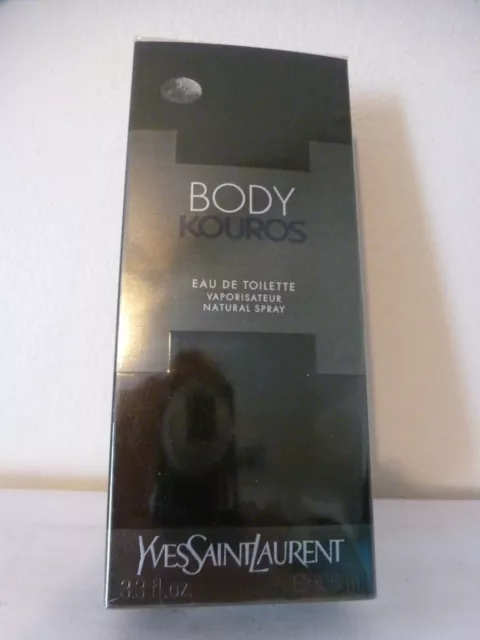 BODY
KOUROS
EAU DE TOILETTE
VAPORISATEUR
NATURAL SPRAY
YVESSAINTLAURENT
3.3 fl.oz.